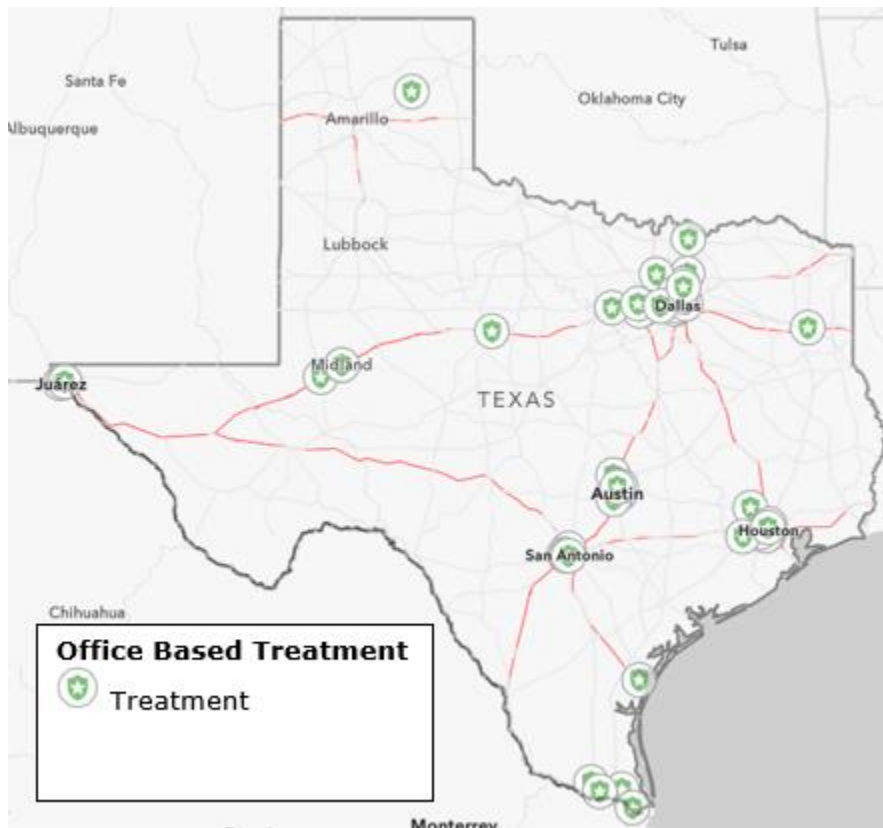 Tulsa
Santa Fe
Oklahoma City
Albuquerque
Amarillo
Lubbock
Dallas
Midland
Juárez
TEXAS
Austin
Houston
San Antonio
Chihuahua
Office Based Treatment
Treatment
Monterrey